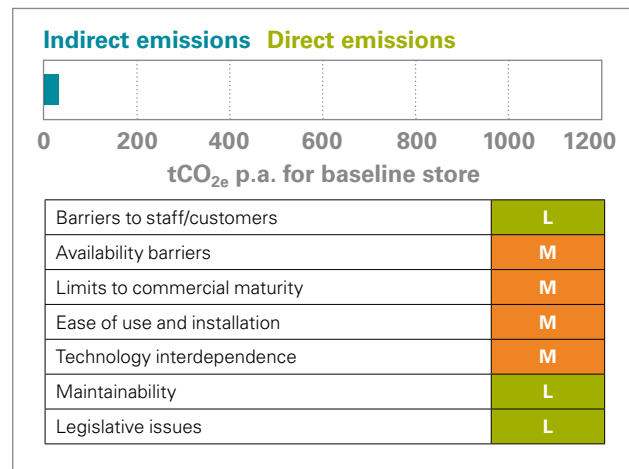 Indirect emissions Direct emissions
0 200 400 600 800 1000 1200
tCO2e p.a. for baseline store
Barriers to staff/customers L
Availability barriers M
Limits to commercial maturity M
Ease of use and installation M
Technology interdependence M
Maintainability L
Legislative issues L